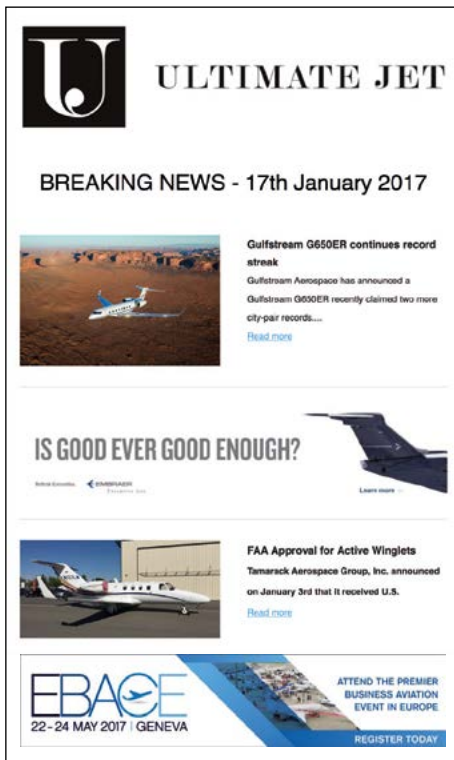 U
ULTIMATE JET
BREAKING NEWS - 17th January 2017
Gulfstream G650ER continues record
streak
Gulfstream Aerospace has announced a
Gulfstream G650ER recently claimed two more
city-pair records....
Read more
IS GOOD EVER GOOD ENOUGH?
EMBRAER
Executive Jets
Learn more
FAA Approval for Active Winglets
Tamarack Aerospace Group, Inc. announced
on January 3rd that it received U.S.
Read more
EBACE
22-24 MAY 2017 | GENEVA
ATTEND THE PREMIER
BUSINESS AVIATION
EVENT IN EUROPE
REGISTER TODAY